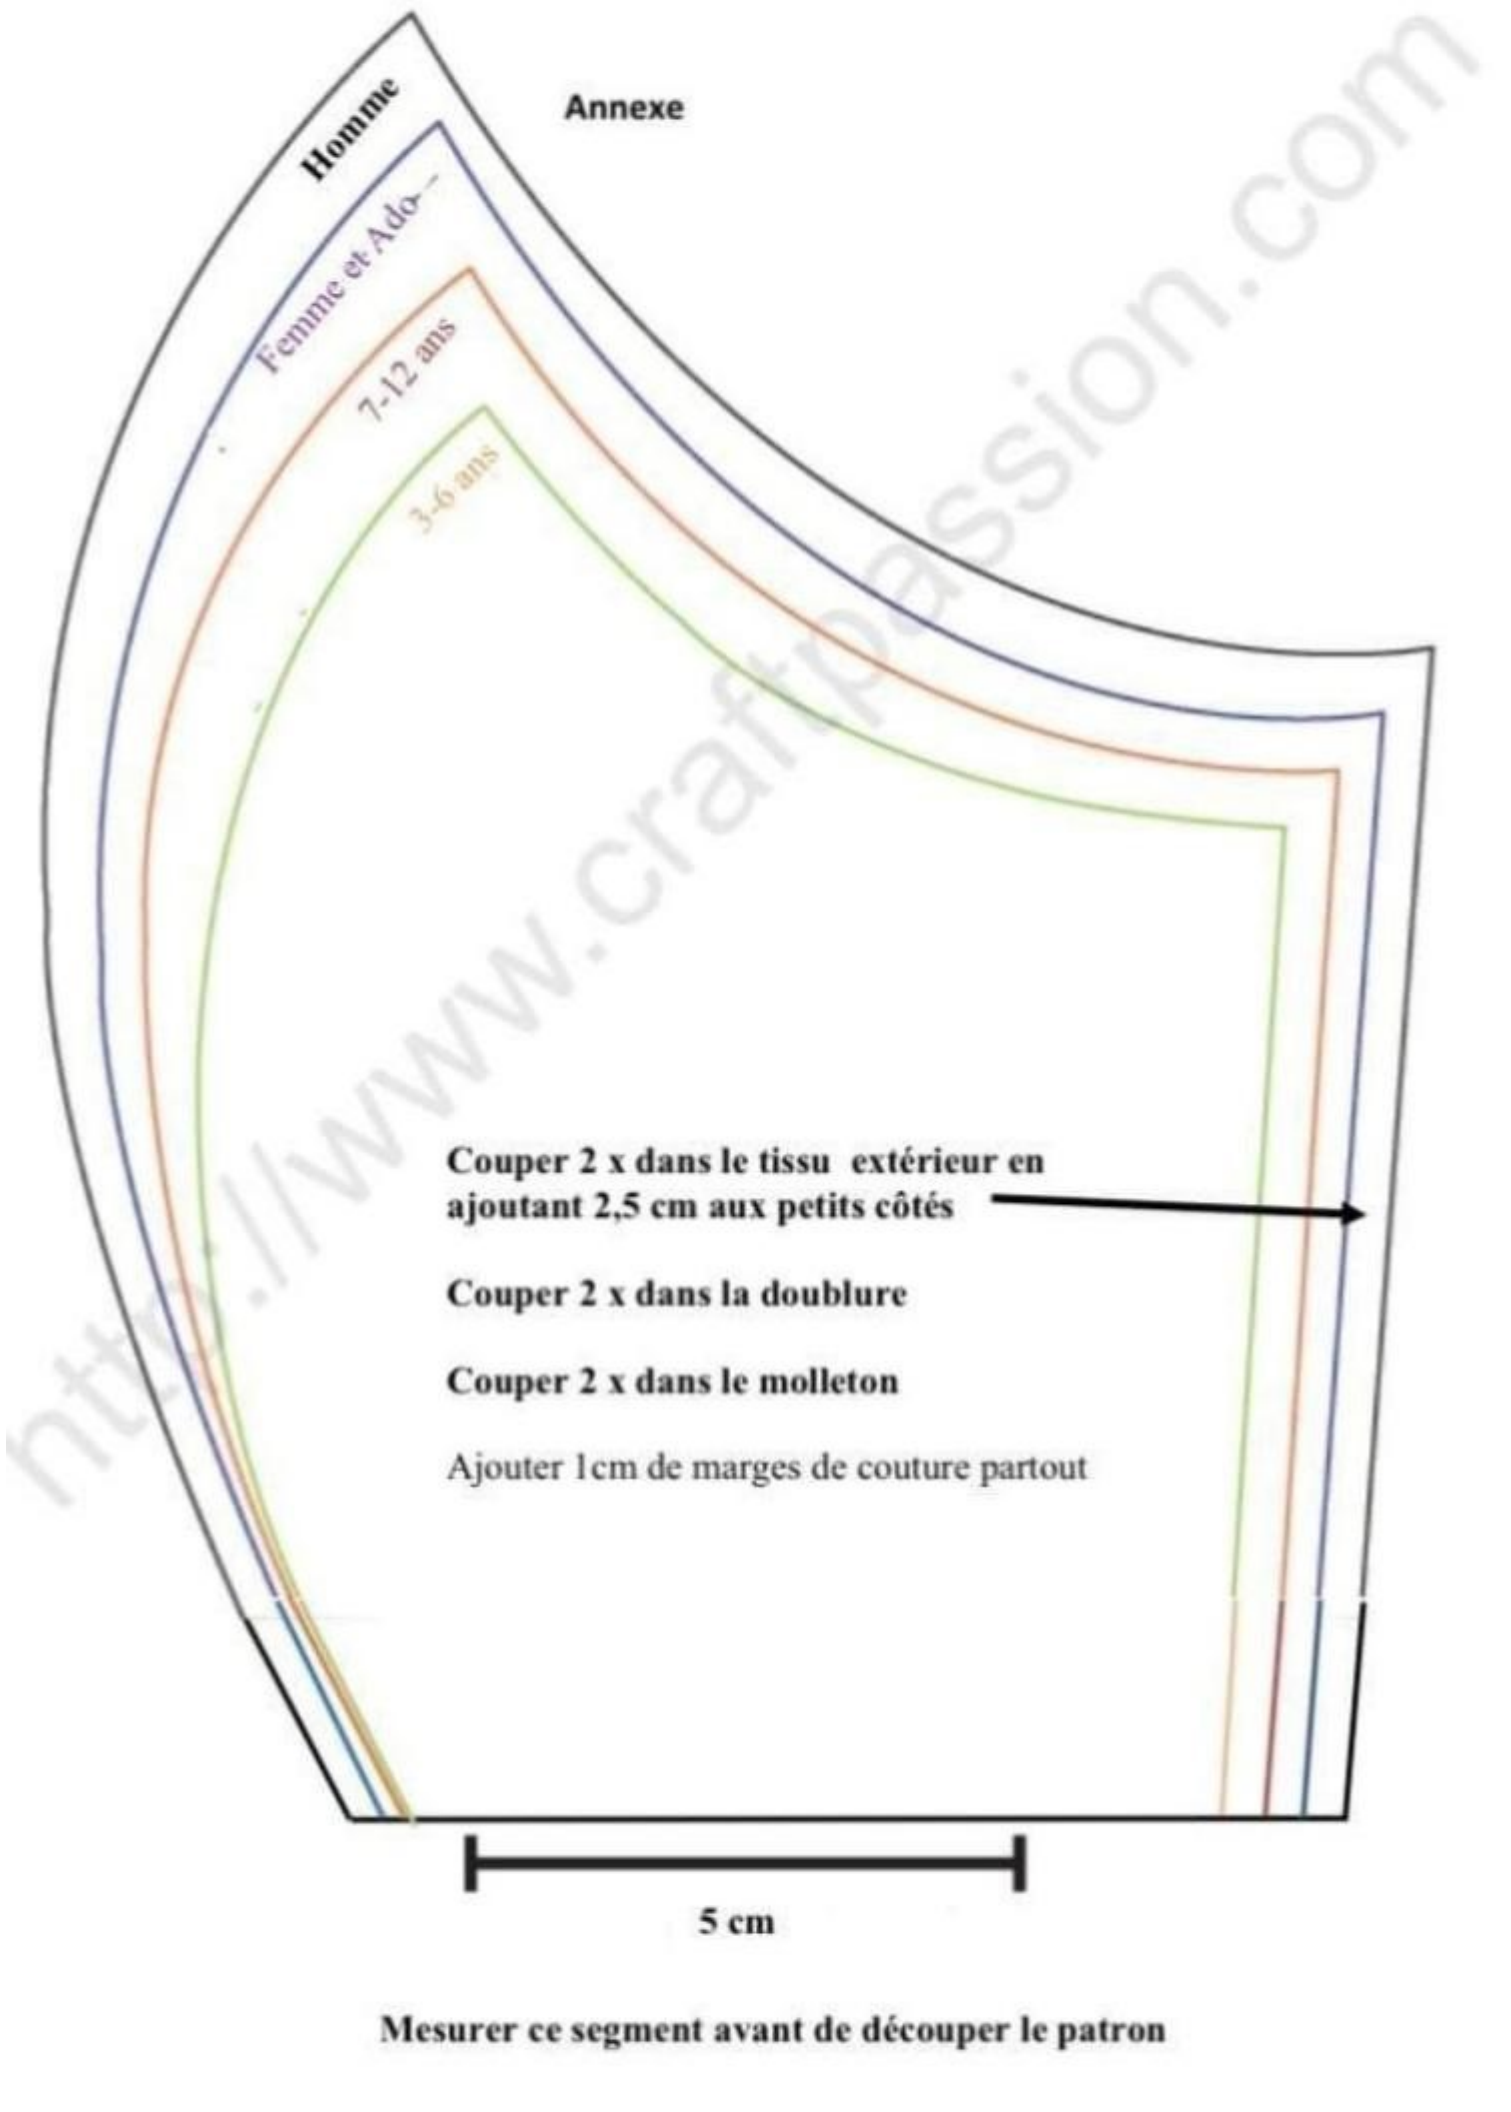 Annexe
Homme
Femme et Ado
7-12 ans
3-6 ans
http://www.craftpassion.com
Couper 2 x dans le tissu extérieur en
ajoutant 2,5 cm aux petits côtés
Couper 2 x dans la doublure
Couper 2 x dans le molleton
Ajouter 1cm de marges de couture partout
5 cm
Mesurer ce segment avant de découper le patron